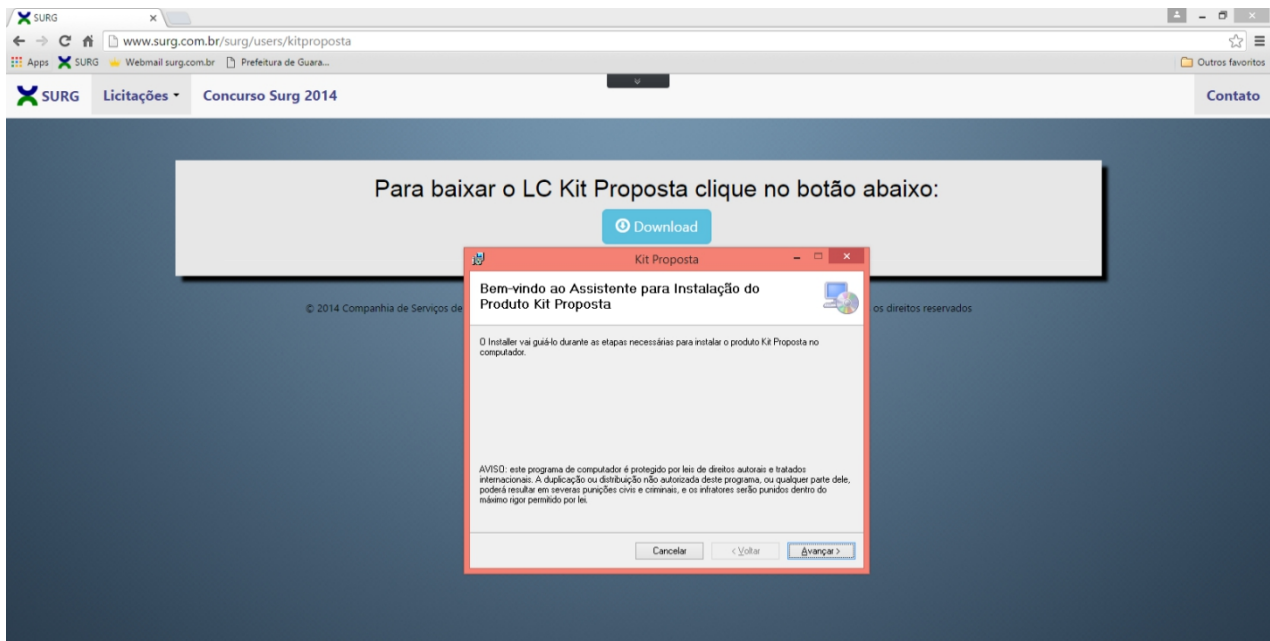 SURG
www.surg.com.br/surg/users/kitproposta
Apps SURG Webmail surg.com.br Prefeitura de Guara... Outros favoritos
SURG Licitações Concurso Surg 2014 Contato
Para baixar o LC Kit Proposta clique no botão abaixo:
Download
Kit Proposta
Bem-vindo ao Assistente para Instalação do
Produto Kit Proposta
© 2014 Companhia de Serviços de os direitos reservados
O Installer vai guiá-lo durante as etapas necessárias para instalar o produto Kit Proposta no
computador.
AVISO: este programa de computador é protegido por leis de direitos autorais e tratados
internacionais. A duplicação ou distribuição não autorizada deste programa, ou qualquer parte dele,
poderá resultar em severas punições civis e criminais, e os infratores serão punidos dentro do
máximo rigor permitido por lei.
Cancelar < Voltar Avançar >